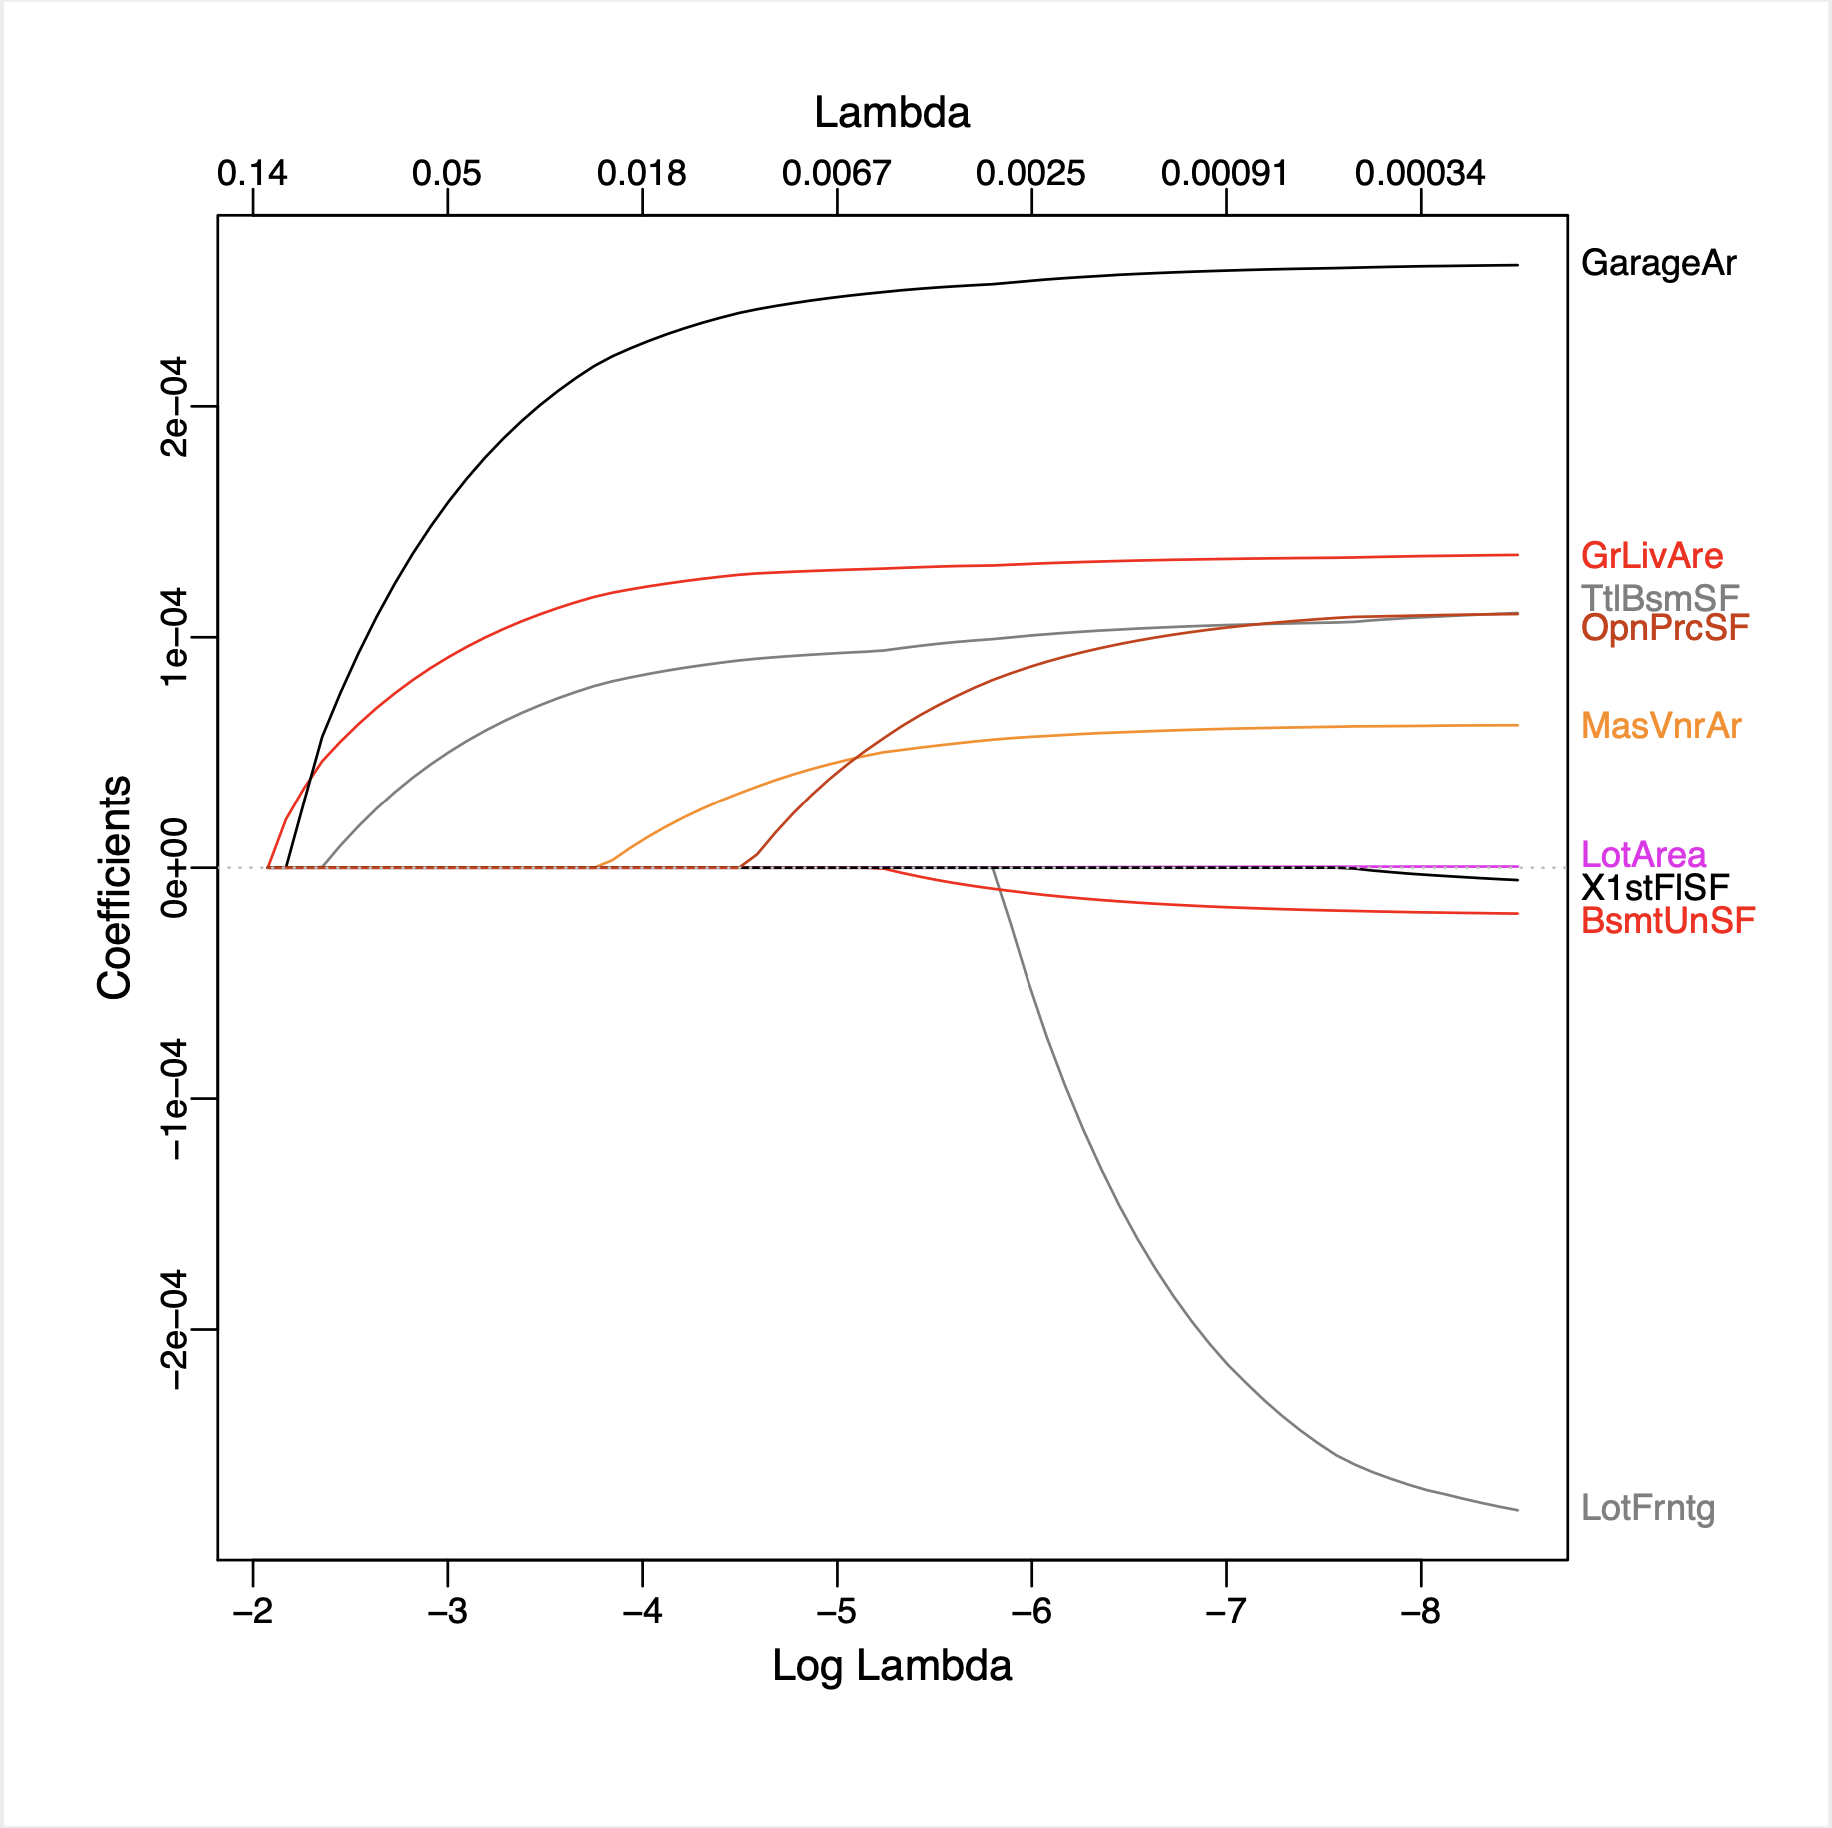 Lambda
0.14 0.05 0.018 0.0067 0.0025 0.00091 0.00034
GarageAr
GrLivAre
TtlBsmSF
OpnPrcSF
MasVnrAr
LotArea
X1stFlSF
BsmtUnSF
LotFrntg
2e−04
1e−04
0e+00
−1e−04
−2e−04
Coefficients
−2 −3 −4 −5 −6 −7 −8
Log Lambda